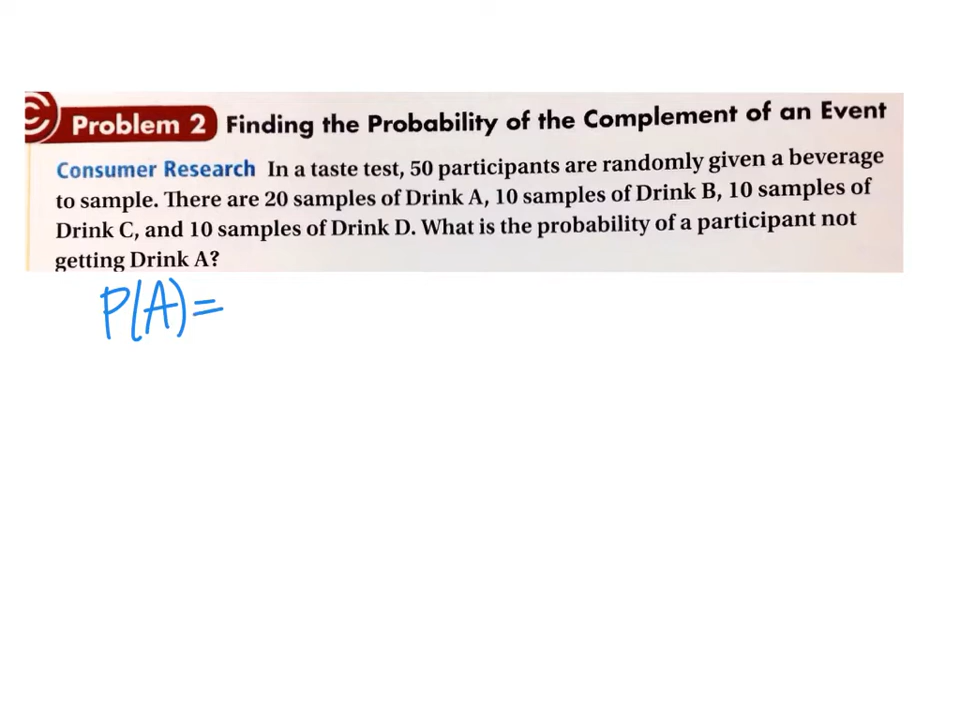 Problem 2 Finding the Probability of the Complement of an Event
Consumer Research In a taste test, 50 participants are randomly given a beverage
to sample. There are 20 samples of Drink A, 10 samples of Drink B, 10 samples of
Drink C, and 10 samples of Drink D. What is the probability of a participant not
getting Drink A?
P(A)=